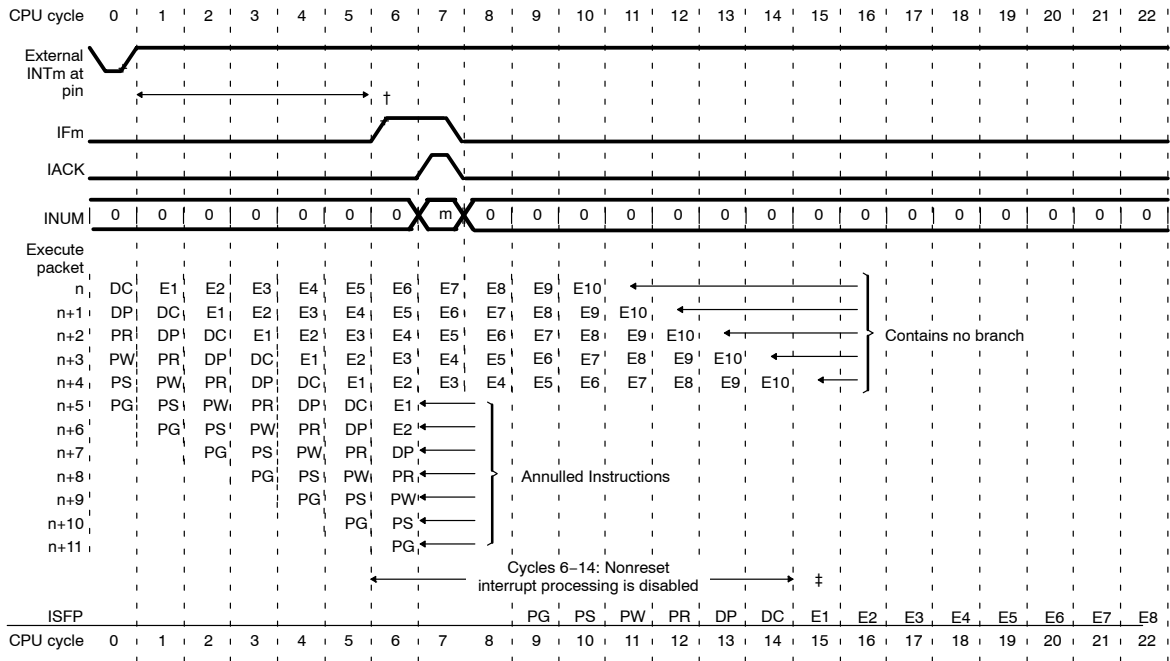 CPU cycle 0 1 2 3 4 5 6 7 8 9 10 11 12 13 14 15 16 17 18 19 20 21 22
External
INTm at
pin
†
IFm
IACK
INUM 0 0 0 0 0 0 0 m 0 0 0 0 0 0 0 0 0 0 0 0 0 0 0
Execute
packet
n DC E1 E2 E3 E4 E5 E6 E7 E8 E9 E10
n+1 DP DC E1 E2 E3 E4 E5 E6 E7 E8 E9 E10
n+2 PR DP DC E1 E2 E3 E4 E5 E6 E7 E8 E9 E10
Contains no branch
n+3 PW PR DP DC E1 E2 E3 E4 E5 E6 E7 E8 E9 E10
n+4 PS PW PR DP DC E1 E2 E3 E4 E5 E6 E7 E8 E9 E10
n+5 PG PS PW PR DP DC E1
n+6 PG PS PW PR DP E2
n+7 PG PS PW PR DP
n+8 PG PS PW PR
Annulled Instructions
n+9 PG PS PW
n+10 PG PS
n+11 PG
Cycles 6–14: Nonreset
interrupt processing is disabled
‡
ISFP PG PS PW PR DP DC E1 E2 E3 E4 E5 E6 E7 E8
CPU cycle 0 1 2 3 4 5 6 7 8 9 10 11 12 13 14 15 16 17 18 19 20 21 22